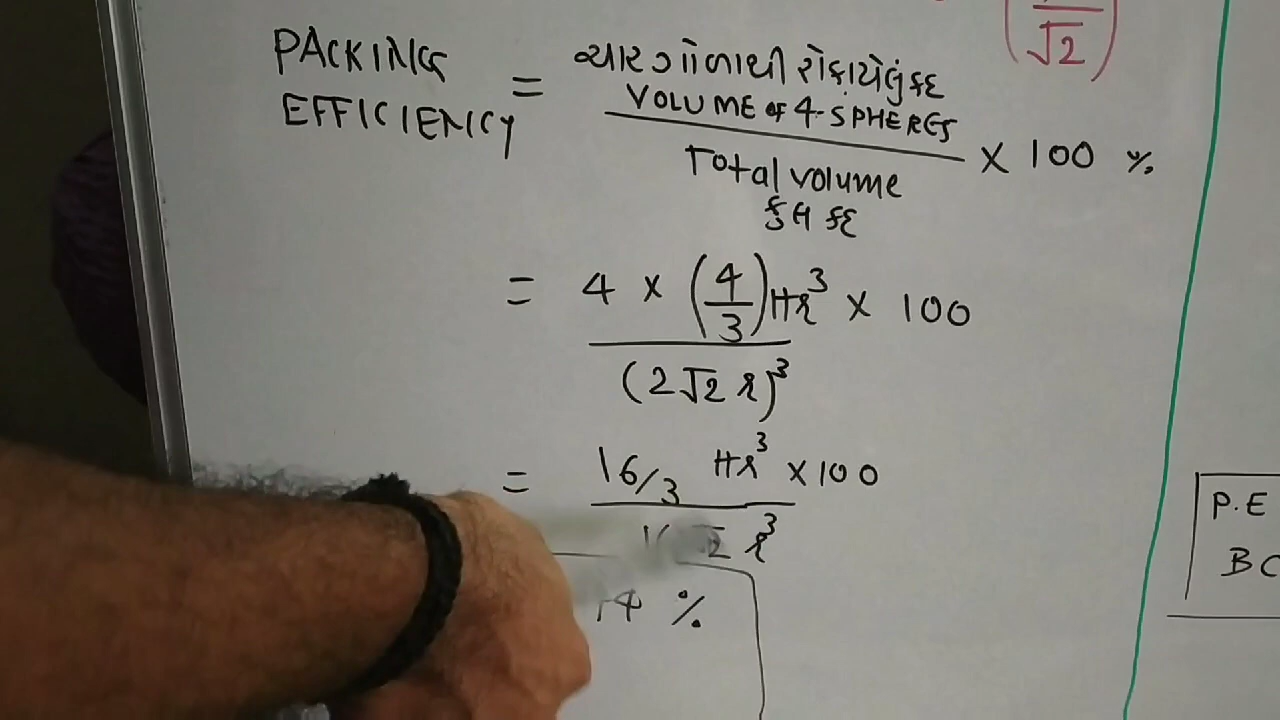 √2
PACKING
EFFICIENCY
=
ચાર ગોળાથી રોકાયેલું કદ
VOLUME OF 4-SPHERES
× 100 %
Total volume
કુલ કદ
= 4 × (4/3) πr³ × 100
(2√2 r)³
= 16/3 πr³ × 100
r³
%
P.E